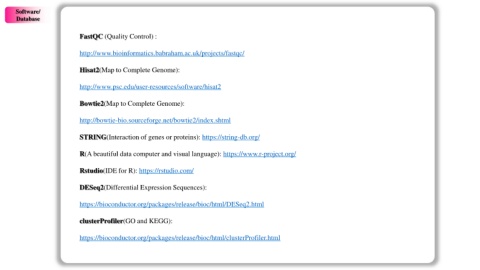 Software/
Database
FastQC (Quality Control) :
http://www.bioinformatics.babraham.ac.uk/projects/fastqc/
Hisat2(Map to Complete Genome):
http://www.psc.edu/user-resources/software/hisat2
Bowtie2(Map to Complete Genome):
http://bowtie-bio.sourceforge.net/bowtie2/index.shtml
STRING(Interaction of genes or proteins): https://string-db.org/
R(A beautiful data computer and visual language): https://www.r-project.org/
Rstudio(IDE for R): https://rstudio.com/
DESeq2(Differential Expression Sequences):
https://bioconductor.org/packages/release/bioc/html/DESeq2.html
clusterProfiler(GO and KEGG):
https://bioconductor.org/packages/release/bioc/html/clusterProfiler.html